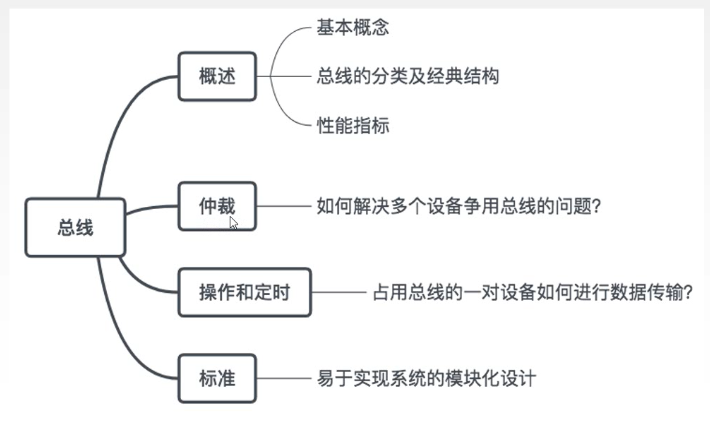 基本概念
概述
总线的分类及经典结构
性能指标
总线
仲裁
如何解决多个设备争用总线的问题?
操作和定时
占用总线的一对设备如何进行数据传输?
标准
易于实现系统的模块化设计